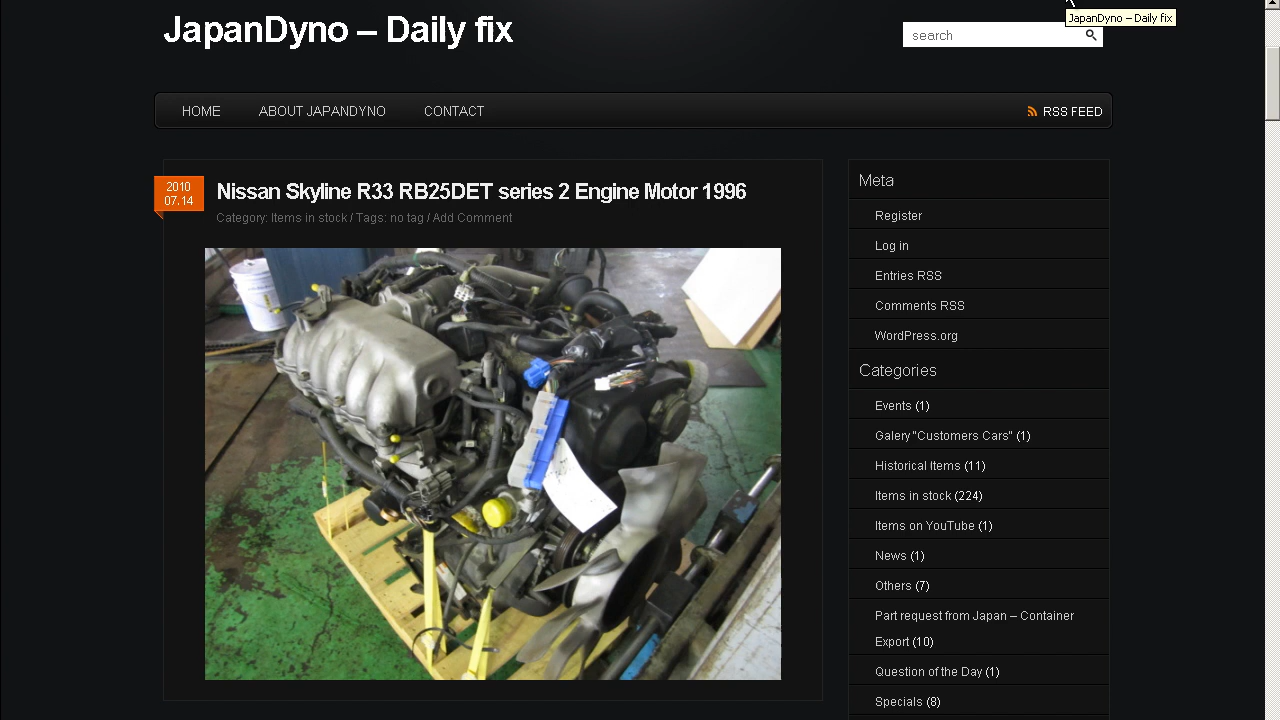 JapanDyno – Daily fix
JapanDyno – Daily fix
search
HOME
ABOUT JAPANDYNO
CONTACT
RSS FEED
2010
07.14
Nissan Skyline R33 RB25DET series 2 Engine Motor 1996
Category: Items in stock / Tags: no tag / Add Comment
Meta
Register
Log in
Entries RSS
Comments RSS
WordPress.org
Categories
Events (1)
Galery "Customers Cars" (1)
Historical Items (11)
Items in stock (224)
Items on YouTube (1)
News (1)
Others (7)
Part request from Japan – Container
Export (10)
Question of the Day (1)
Specials (8)